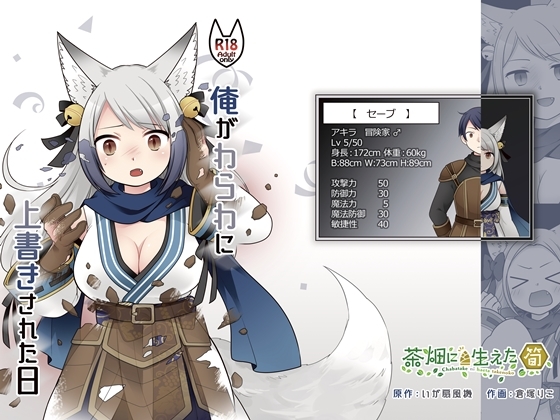 R18
Adult only
俺がわらわに
上書きされた日
【 セーブ 】
アキラ 冒険家 ♂
Lv 5/50
身長:172cm 体重:60kg
B:88cm W:73cm H:89cm
攻撃力 50
防御力 30
魔法力 5
魔法防御 30
敏捷性 40
茶畑に生えた筍
原作:いが扇風機 作画:倉塚りこ